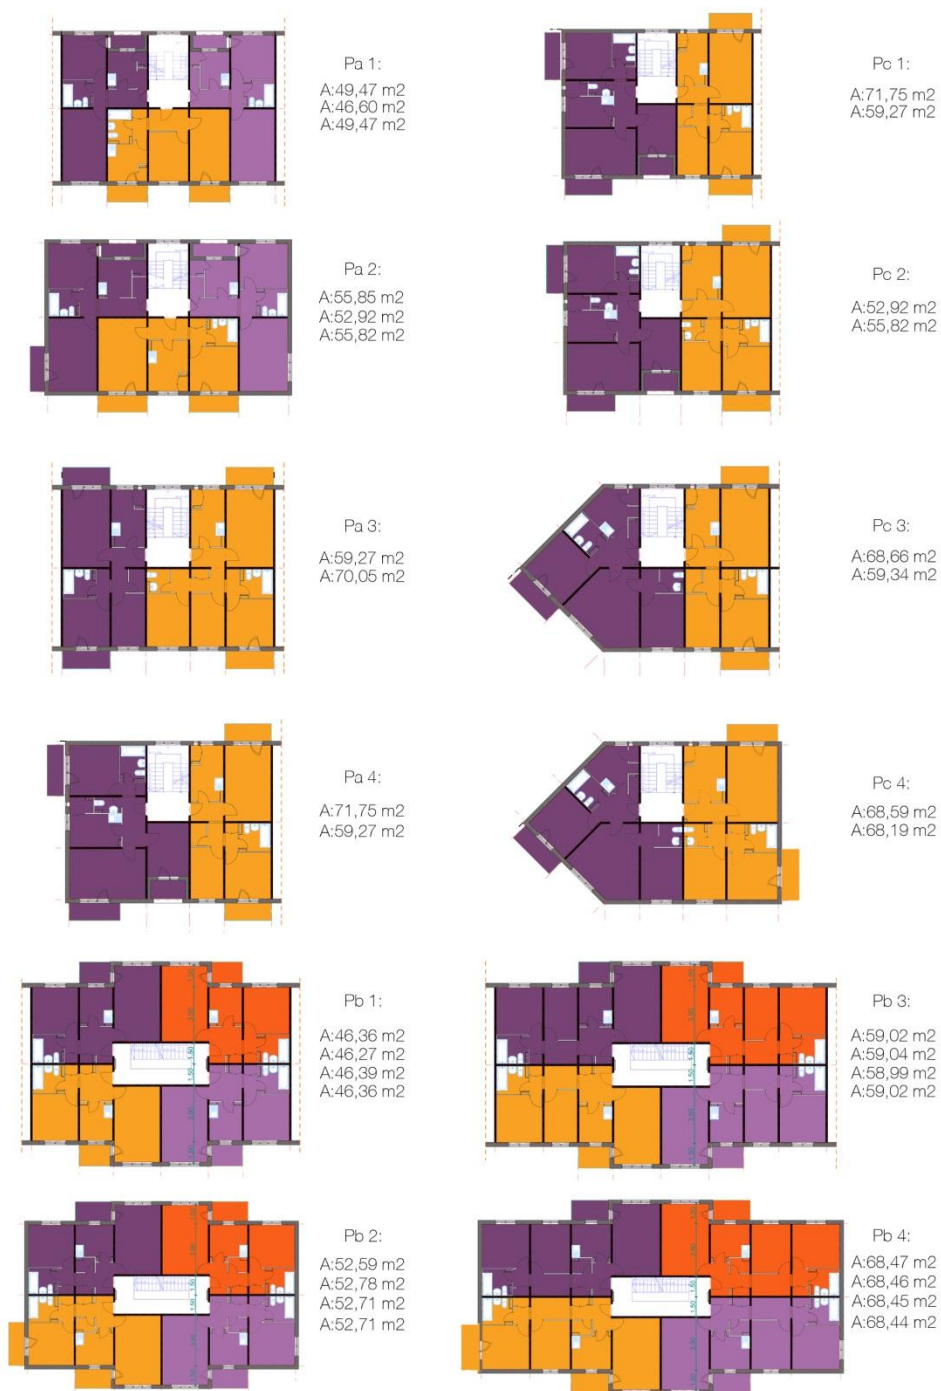 Pa 1:
A:49,47 m2
A:46,60 m2
A:49,47 m2
Pc 1:
A:71,75 m2
A:59,27 m2
Pa 2:
A:55,85 m2
A:52,92 m2
A:55,82 m2
Pc 2:
A:52,92 m2
A:55,82 m2
Pa 3:
A:59,27 m2
A:70,05 m2
Pc 3:
A:68,66 m2
A:59,34 m2
Pa 4:
A:71,75 m2
A:59,27 m2
Pc 4:
A:68,59 m2
A:68,19 m2
Pb 1:
A:46,36 m2
A:46,27 m2
A:46,39 m2
A:46,36 m2
Pb 3:
A:59,02 m2
A:59,04 m2
A:58,99 m2
A:59,02 m2
Pb 2:
A:52,59 m2
A:52,78 m2
A:52,71 m2
A:52,71 m2
Pb 4:
A:68,47 m2
A:68,46 m2
A:68,45 m2
A:68,44 m2